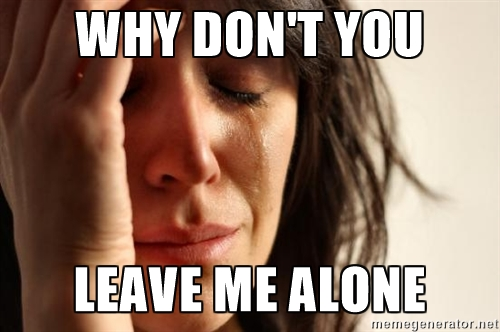 WHY DON'T YOU
LEAVE ME ALONE
memegenerator.net